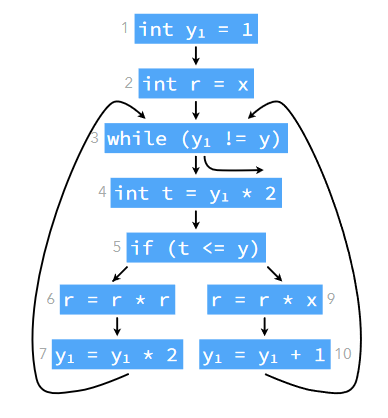 1 int y₁ = 1
2 int r = x
3 while (y₁ != y)
4 int t = y₁ * 2
5 if (t <= y)
6 r = r * r
r = r * x 9
7 y₁ = y₁ * 2
y₁ = y₁ + 1 10